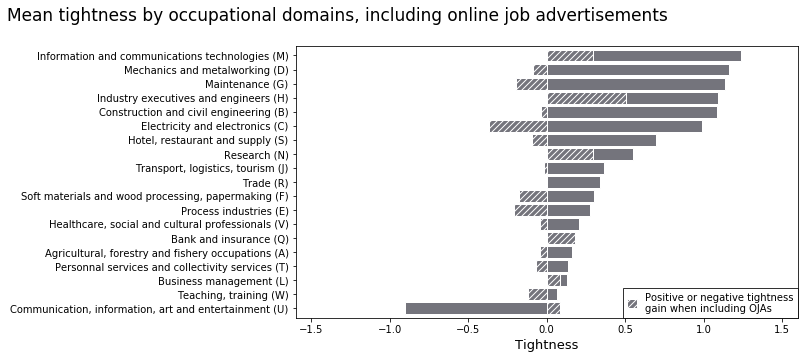 Mean tightness by occupational domains, including online job advertisements
Information and communications technologies (M)
Mechanics and metalworking (D)
Maintenance (G)
Industry executives and engineers (H)
Construction and civil engineering (B)
Electricity and electronics (C)
Hotel, restaurant and supply (S)
Research (N)
Transport, logistics, tourism (J)
Trade (R)
Soft materials and wood processing, papermaking (F)
Process industries (E)
Healthcare, social and cultural professionals (V)
Bank and insurance (Q)
Agricultural, forestry and fishery occupations (A)
Personnal services and collectivity services (T)
Business management (L)
Teaching, training (W)
Communication, information, art and entertainment (U)
Positive or negative tightness
gain when including OJAs
−1.5 −1.0 −0.5 0.0 0.5 1.0 1.5
Tightness